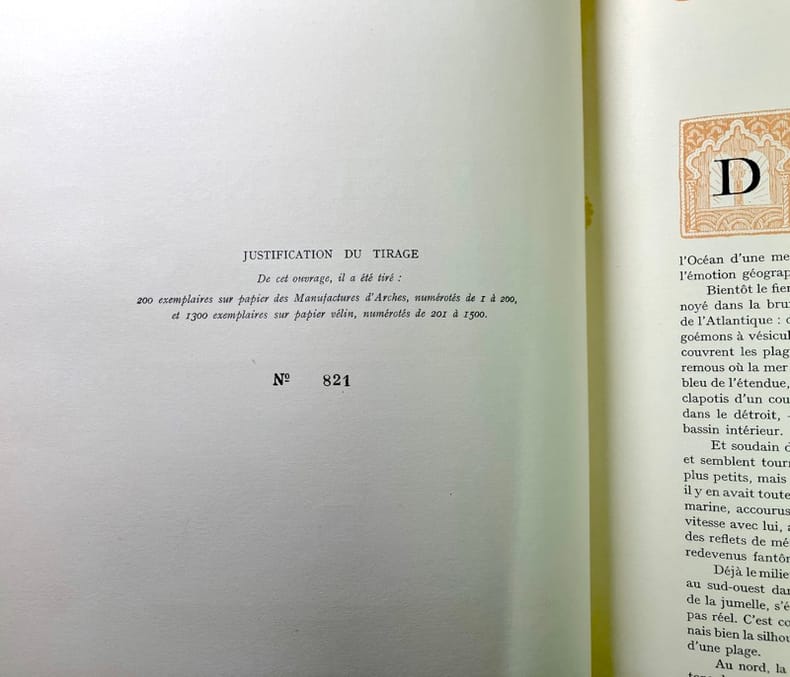 JUSTIFICATION DU TIRAGE
De cet ouvrage, il a été tiré :
200 exemplaires sur papier des Manufactures d'Arches, numérotés de 1 à 200,
et 1300 exemplaires sur papier vélin, numérotés de 201 à 1500.
Nº 821
D
l'Océan d'une me
l'émotion géograp
Bientôt le fier
noyé dans la bru
de l'Atlantique :
goémons à vésicul
couvrent les plag
remous où la mer
bleu de l'étendue,
clapotis d'un cou
dans le détroit, -
bassin intérieur.
Et soudain d
et semblent tour
plus petits, mais
il y en avait toute
marine, accourus
vitesse avec lui, a
des reflets de mé
redevenus fantôm
Déjà le milie
au sud-ouest dan
de la jumelle, s'é
pas réel. C'est co
nais bien la silhou
d'une plage.
Au nord, la